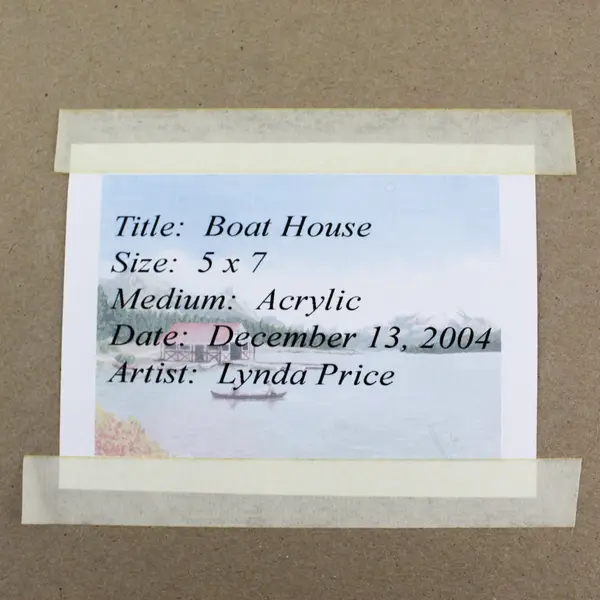 Title: Boat House
Size: 5 x 7
Medium: Acrylic
Date: December 13, 2004
Artist: Lynda Price